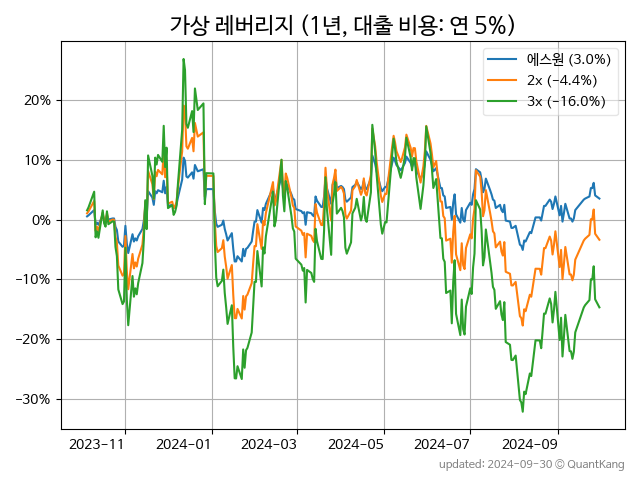 가상 레버리지 (1년, 대출 비용: 연 5%)
에스원 (3.0%)
2x (−4.4%)
3x (−16.0%)
20%
10%
0%
−10%
−20%
−30%
2023-11 2024-01 2024-03 2024-05 2024-07 2024-09
updated: 2024-09-30 © QuantKang